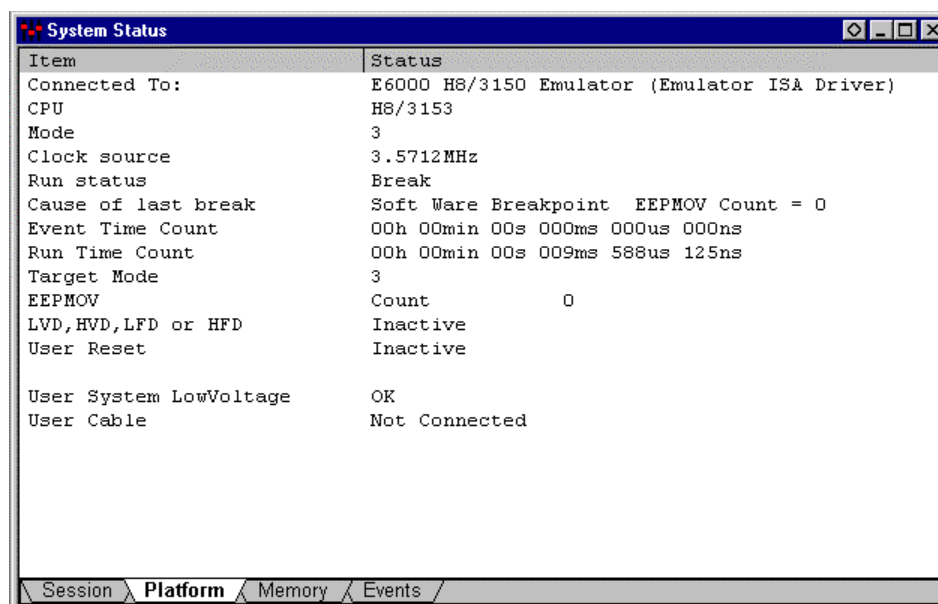 System Status
Item Status
Connected To: E6000 H8/3150 Emulator (Emulator ISA Driver)
CPU H8/3153
Mode 3
Clock source 3.5712MHz
Run status Break
Cause of last break Soft Ware Breakpoint EEPMOV Count = 0
Event Time Count 00h 00min 00s 000ms 000us 000ns
Run Time Count 00h 00min 00s 009ms 588us 125ns
Target Mode 3
EEPMOV Count 0
LVD,HVD,LFD or HFD Inactive
User Reset Inactive
User System LowVoltage OK
User Cable Not Connected
Session Platform Memory Events